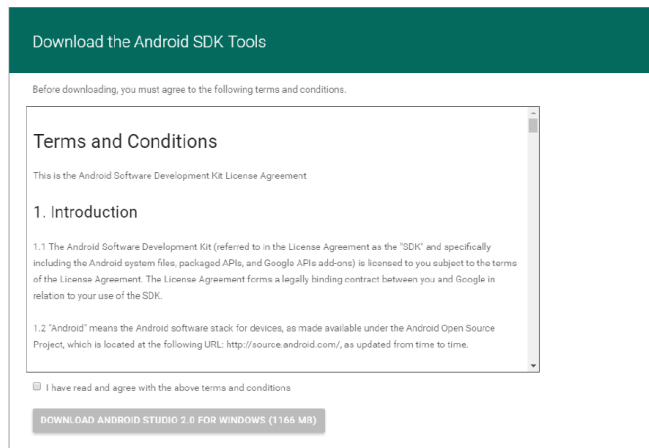 Download the Android SDK Tools
Before downloading, you must agree to the following terms and conditions.
Terms and Conditions
This is the Android Software Development Kit License Agreement
1. Introduction
1.1 The Android Software Development Kit (referred to in the License Agreement as the "SDK" and specifically
including the Android system files, packaged APIs, and Google APIs add-ons) is licensed to you subject to the terms
of the License Agreement. The License Agreement forms a legally binding contract between you and Google in
relation to your use of the SDK.
1.2 "Android" means the Android software stack for devices, as made available under the Android Open Source
Project, which is located at the following URL: http://source.android.com/, as updated from time to time.
I have read and agree with the above terms and conditions
DOWNLOAD ANDROID STUDIO 2.0 FOR WINDOWS (1166 MB)